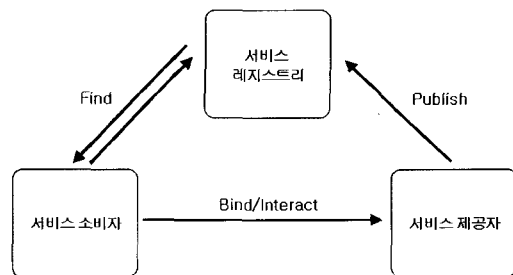 서비스
레지스트리
Find
Publish
서비스 소비자
Bind/Interact
서비스 제공자